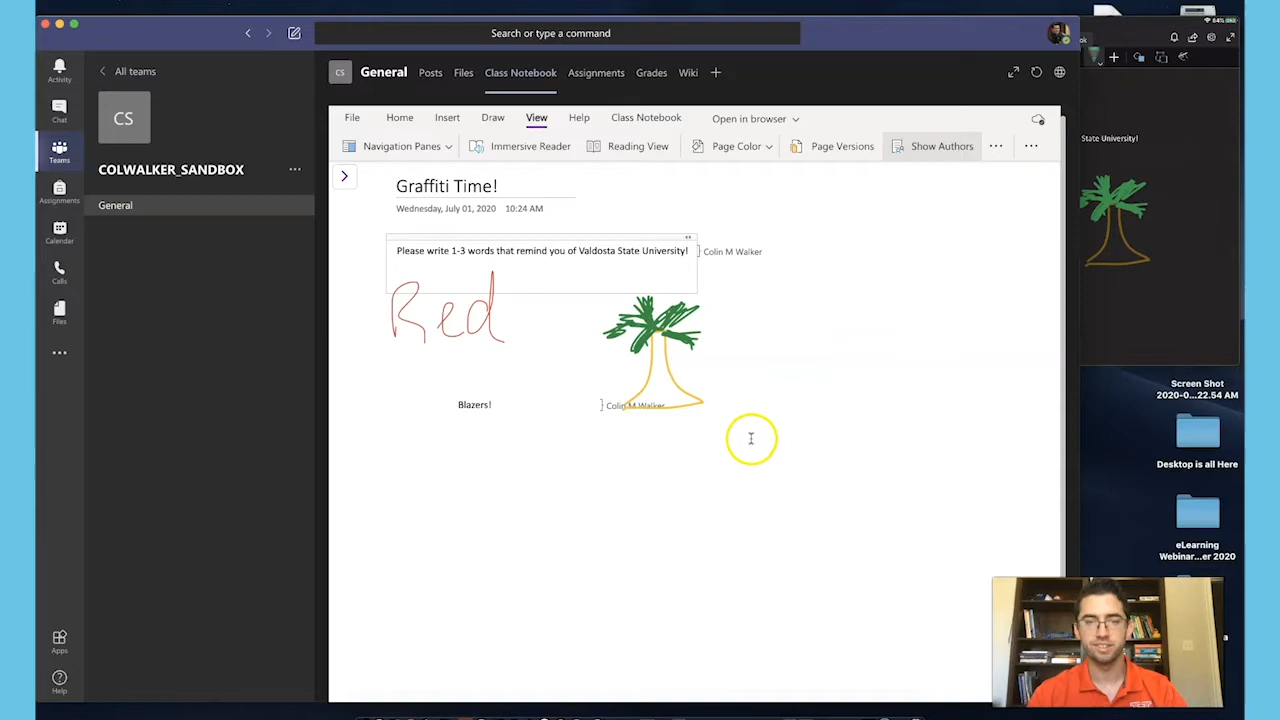 94%
Search or type a command
Activity
Chat
Teams
Assignments
Calendar
Calls
Files
Apps
Help
All teams
CS
COLWALKER_SANDBOX
General
CS
General Posts Files Class Notebook Assignments Grades Wiki
File Home Insert Draw View Help Class Notebook Open in browser
Navigation Panes Immersive Reader Reading View Page Color Page Versions Show Authors
Graffiti Time!
Wednesday, July 01, 2020 10:24 AM
Please write 1-3 words that remind you of Valdosta State University! Colin M Walker
Red
Blazers! Colin M Walker
State University!
Screen Shot
2020-0...22.54 AM
Desktop is all Here
eLearning
Webinar...er 2020